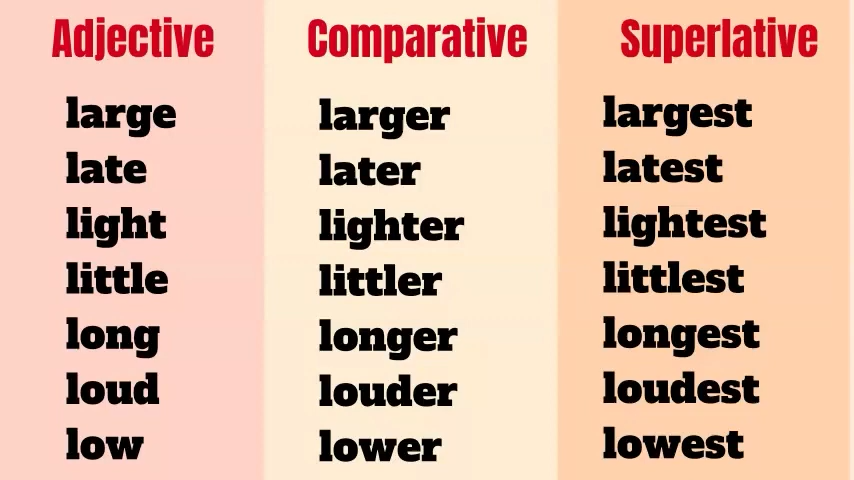 Adjective Comparative Superlative
large larger largest
late later latest
light lighter lightest
little littler littlest
long longer longest
loud louder loudest
low lower lowest